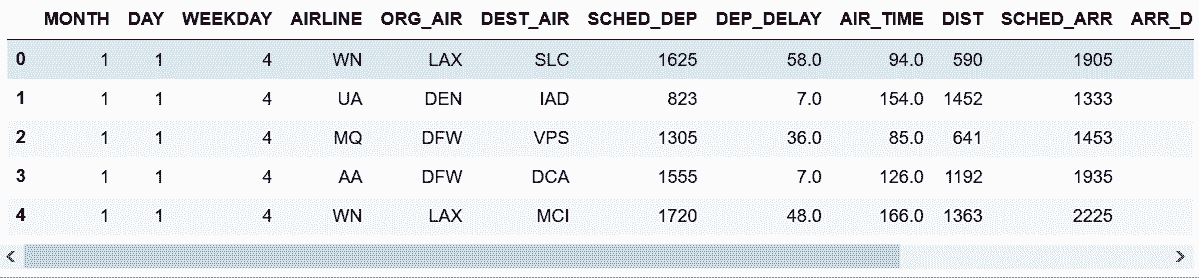 MONTH DAY WEEKDAY AIRLINE ORG_AIR DEST_AIR SCHED_DEP DEP_DELAY AIR_TIME DIST SCHED_ARR ARR_D
0 1 1 4 WN LAX SLC 1625 58.0 94.0 590 1905
1 1 1 4 UA DEN IAD 823 7.0 154.0 1452 1333
2 1 1 4 MQ DFW VPS 1305 36.0 85.0 641 1453
3 1 1 4 AA DFW DCA 1555 7.0 126.0 1192 1935
4 1 1 4 WN LAX MCI 1720 48.0 166.0 1363 2225